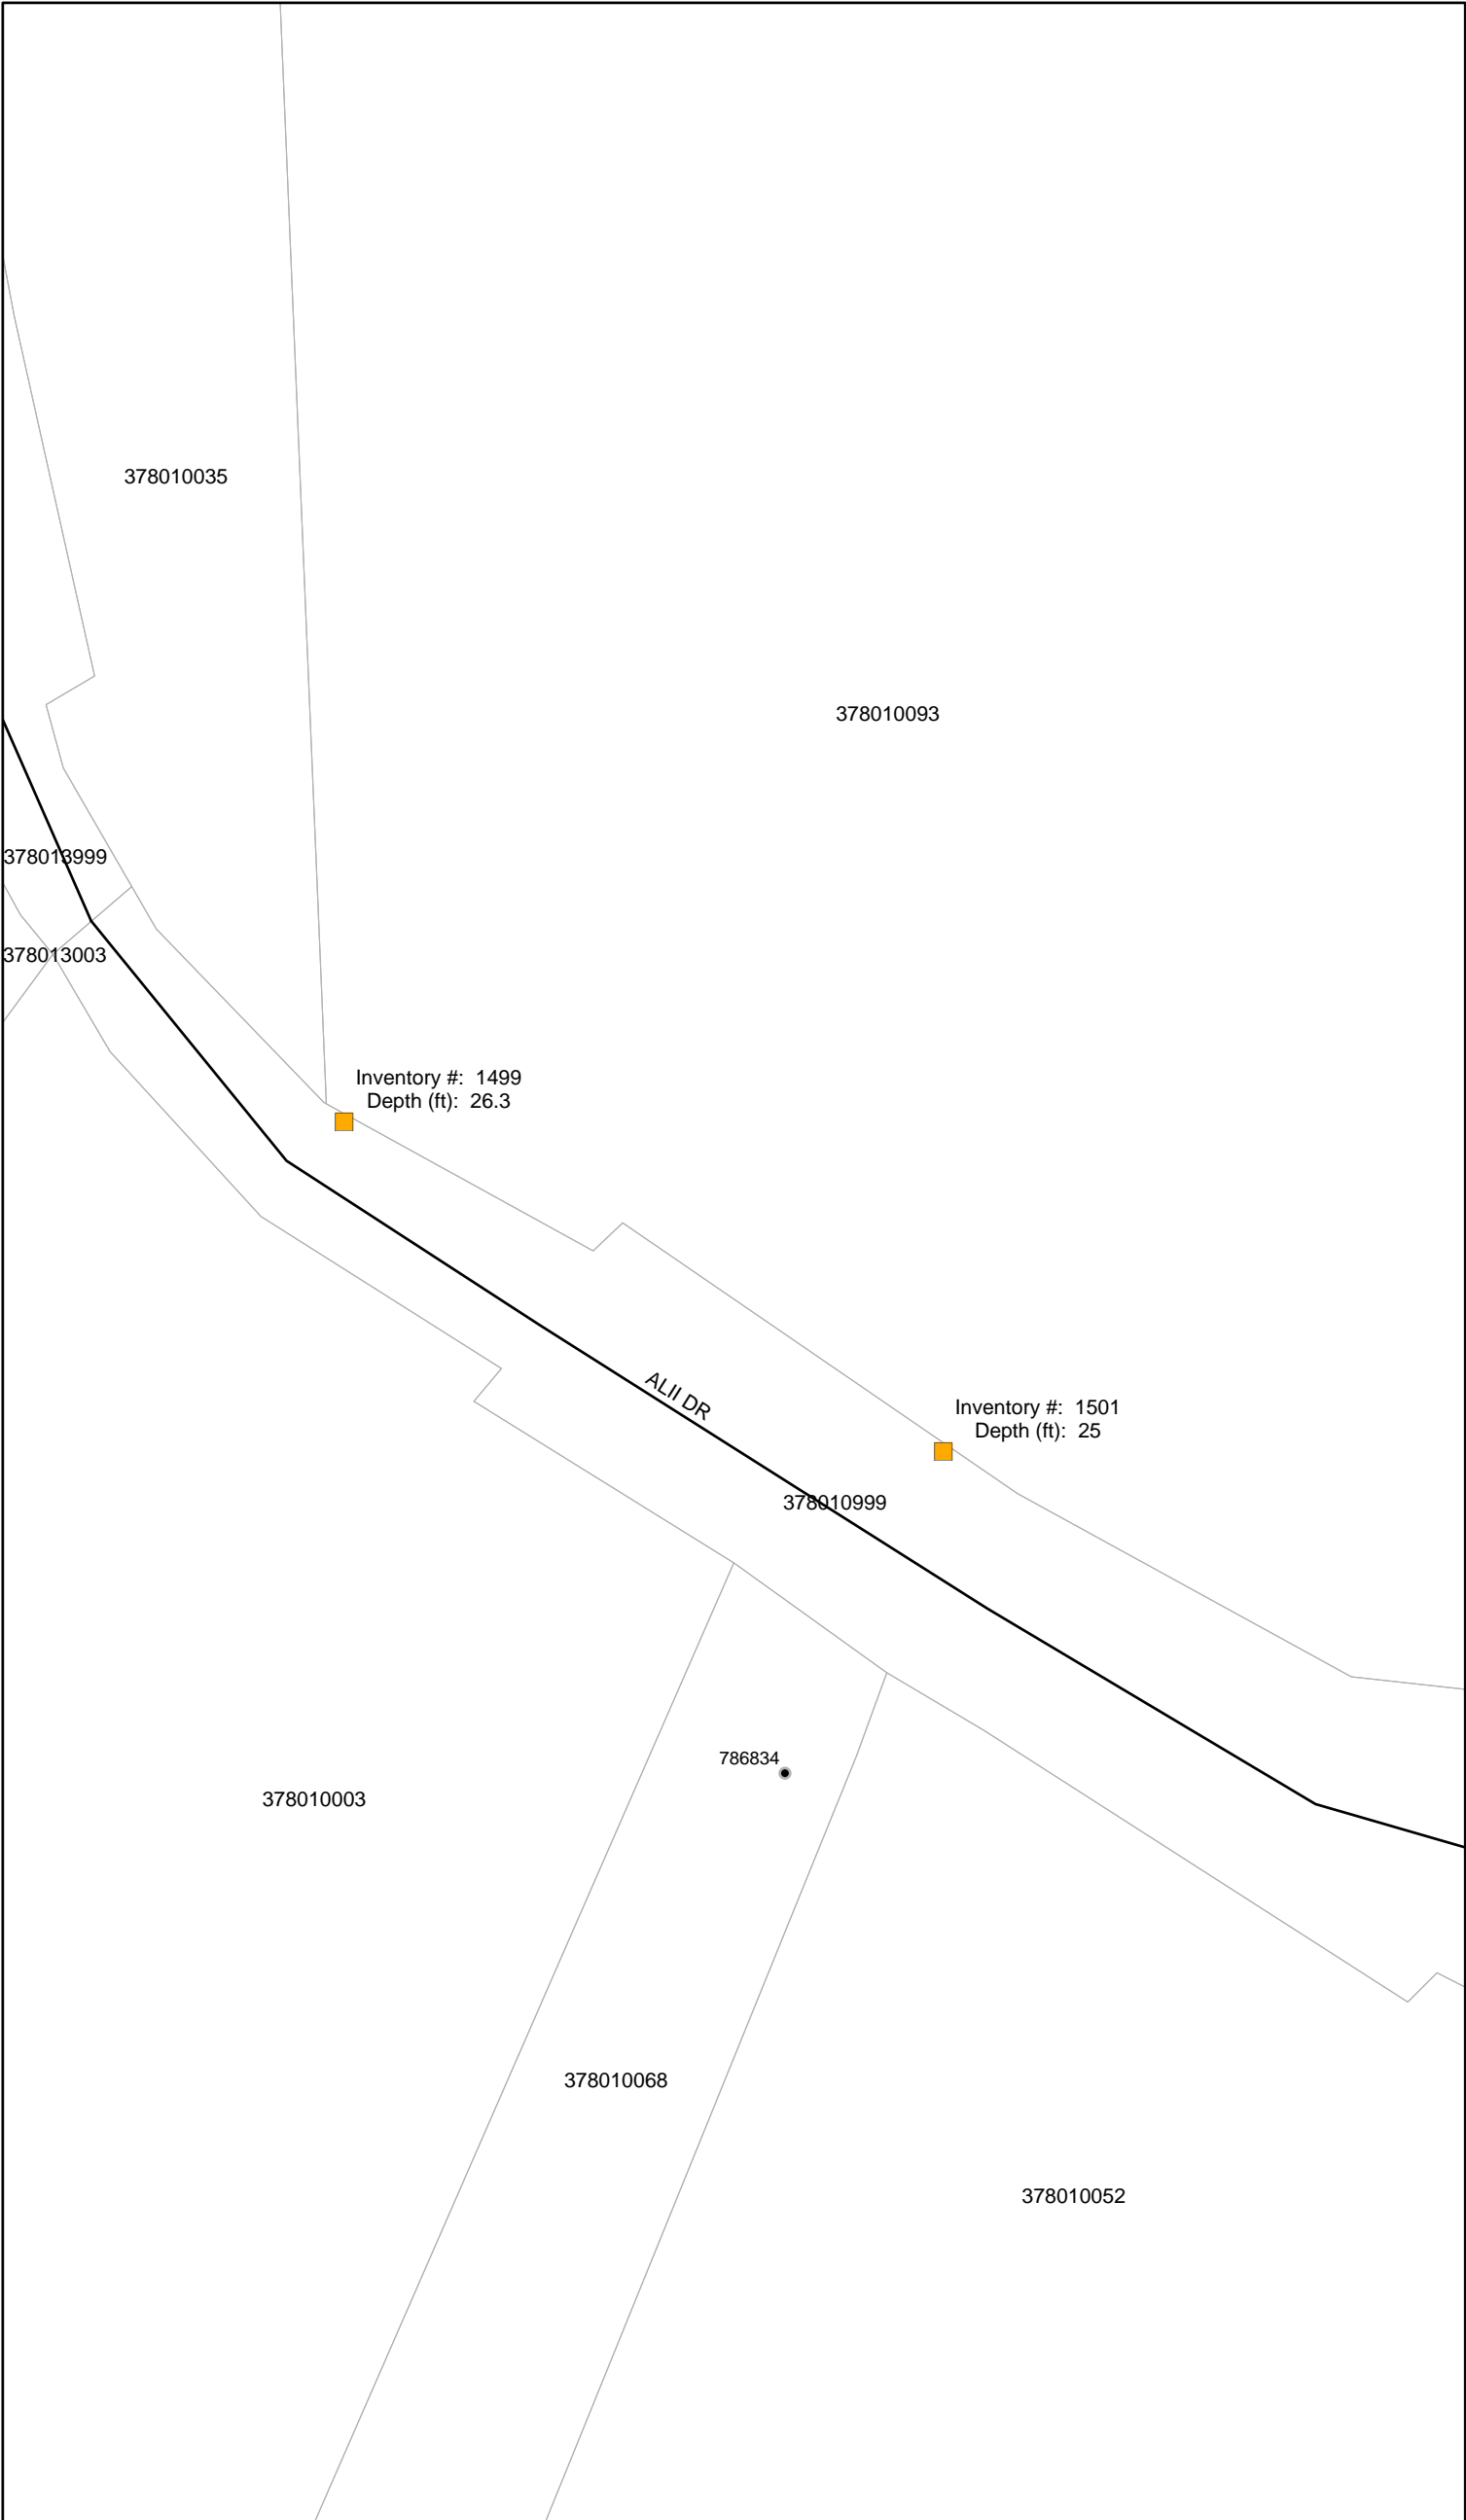 378010035
378010093
378013999
378013003
Inventory #:  1499
Depth (ft):  26.3
ALII DR
Inventory #:  1501
Depth (ft):  25
378010999
786834
378010003
378010068
378010052